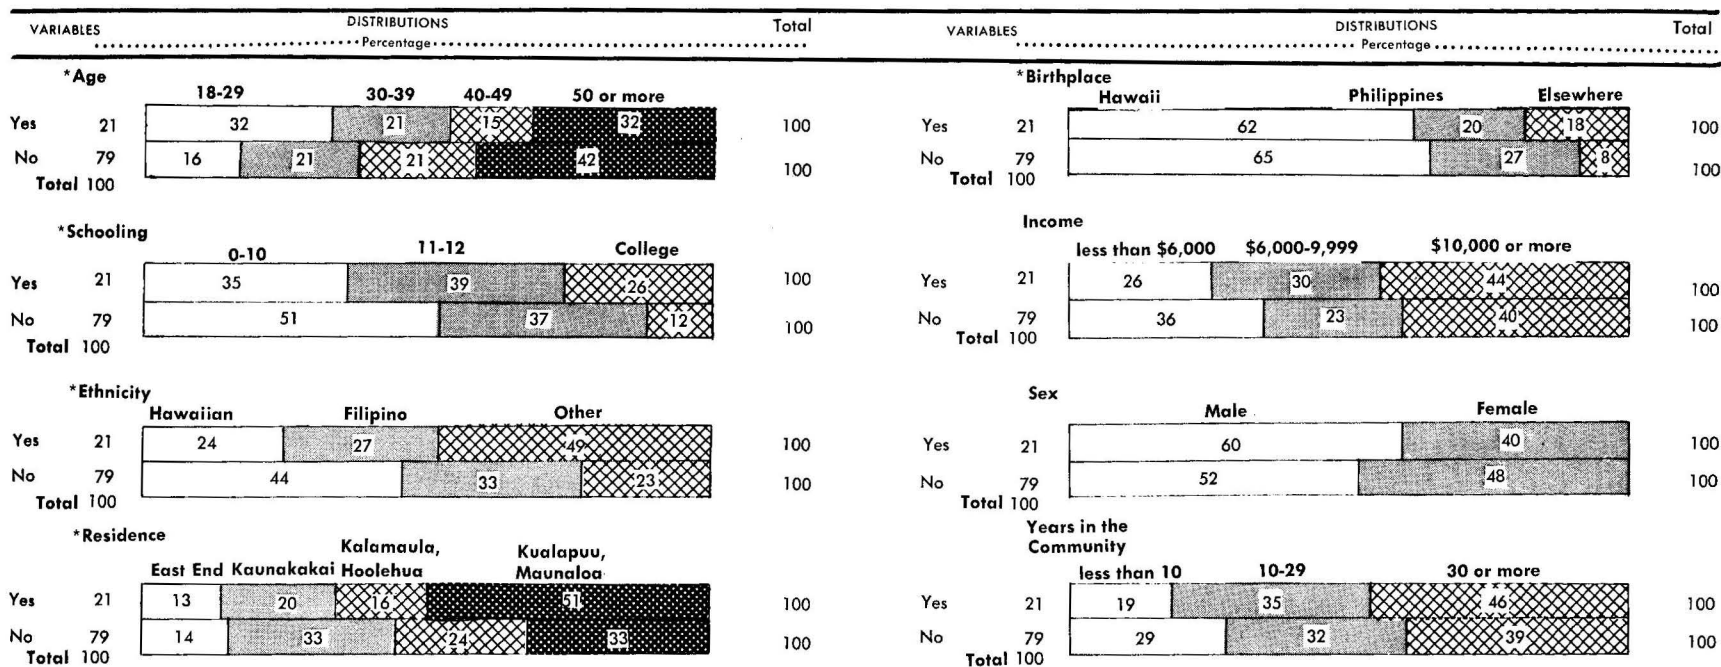 VARIABLES DISTRIBUTIONS Total
Percentage
*Age
18-29 30-39 40-49 50 or more
Yes 21 32 21 15 32 100
No 79 16 21 21 42 100
Total 100
*Schooling
0-10 11-12 College
Yes 21 35 39 26 100
No 79 51 37 12 100
Total 100
*Ethnicity
Hawaiian Filipino Other
Yes 21 24 27 49 100
No 79 44 33 23 100
Total 100
*Residence
East End Kaunakakai Kalamaula, Hoolehua Kualapuu, Maunaloa
Yes 21 13 20 16 51 100
No 79 14 33 24 33 100
Total 100
VARIABLES DISTRIBUTIONS Total
Percentage
*Birthplace
Hawaii Philippines Elsewhere
Yes 21 62 20 18 100
No 79 65 27 8 100
Total 100
Income
less than $6,000 $6,000-9,999 $10,000 or more
Yes 21 26 30 44 100
No 79 36 23 40 100
Total 100
Sex
Male Female
Yes 21 60 40 100
No 79 52 48 100
Total 100
Years in the
Community
less than 10 10-29 30 or more
Yes 21 19 35 46 100
No 79 29 32 39 100
Total 100